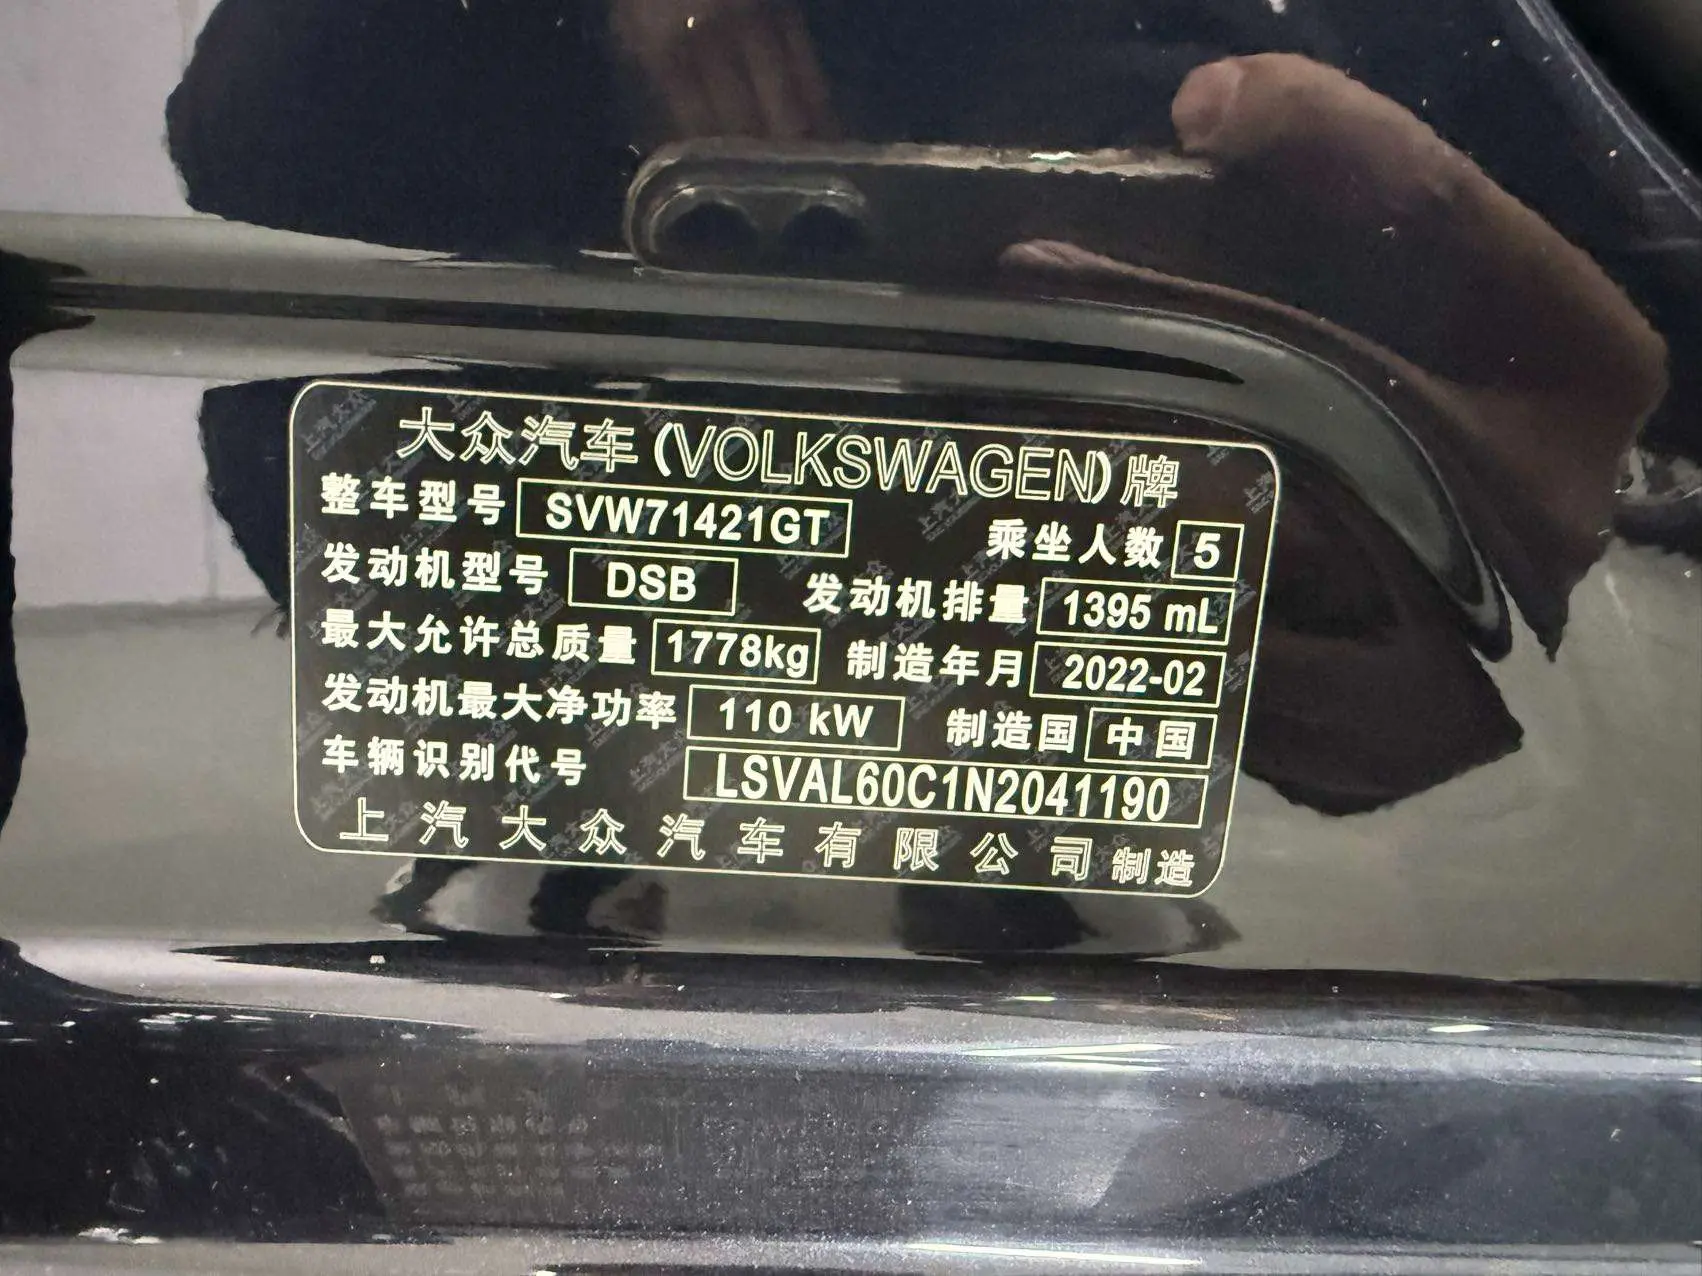 大众汽车(VOLKSWAGEN)牌
整车型号 SVW71421GT 乘坐人数 5
发动机型号 DSB 发动机排量 1395 mL
最大允许总质量 1778kg 制造年月 2022-02
发动机最大净功率 110 kW 制造国 中国
车辆识别代号 LSVAL60C1N2041190
上汽大众汽车有限公司制造